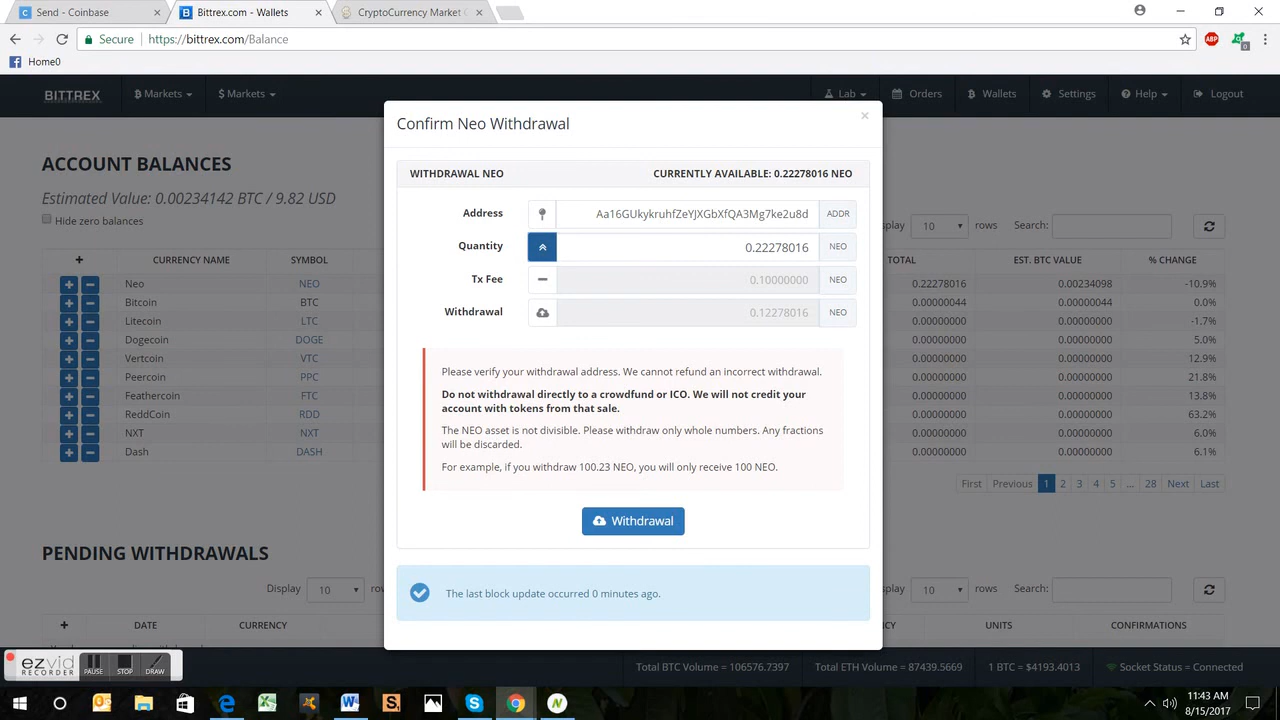 Send - Coinbase
Bittrex.com - Wallets
CryptoCurrency Market C
Secure
https://bittrex.com/Balance
ABP
0
Home0
BITTREX
Markets
$ Markets
Lab
Orders
Wallets
Settings
Help
Logout
ACCOUNT BALANCES
Estimated Value: 0.00234142 BTC / 9.82 USD
Hide zero balances
play 10 rows Search:
+ CURRENCY NAME SYMBOL TOTAL EST. BTC VALUE % CHANGE
Neo NEO 0.22278016 0.00234098 -10.9%
Bitcoin BTC 0.00000044 0.00000044 0.0%
Litecoin LTC 0.00000000 0.00000000 -1.7%
Dogecoin DOGE 0.00000000 0.00000000 5.0%
Vertcoin VTC 0.00000000 0.00000000 12.9%
Peercoin PPC 0.00000000 0.00000000 21.8%
Feathercoin FTC 0.00000000 0.00000000 13.8%
ReddCoin RDD 0.00000000 0.00000000 63.2%
NXT NXT 0.00000000 0.00000000 6.0%
Dash DASH 0.00000000 0.00000000 6.1%
First Previous 1 2 3 4 5 ... 28 Next Last
Confirm Neo Withdrawal
×
WITHDRAWAL NEO CURRENTLY AVAILABLE: 0.22278016 NEO
Address Aa16GUkykruhfZeYJXGbXfQA3Mg7ke2u8d ADDR
Quantity 0.22278016 NEO
Tx Fee 0.10000000 NEO
Withdrawal 0.12278016 NEO
Please verify your withdrawal address. We cannot refund an incorrect withdrawal.
Do not withdrawal directly to a crowdfund or ICO. We will not credit your
account with tokens from that sale.
The NEO asset is not divisible. Please withdraw only whole numbers. Any fractions
will be discarded.
For example, if you withdraw 100.23 NEO, you will only receive 100 NEO.
Withdrawal
The last block update occurred 0 minutes ago.
PENDING WITHDRAWALS
Display 10 row
play 10 rows Search:
+ DATE CURRENCY
CY UNITS CONFIRMATIONS
ezvid
RECORDER
PAUSE STOP DRAW
Total BTC Volume = 106576.7397
Total ETH Volume = 87439.5669
1 BTC = $4193.4013
Socket Status = Connected
11:43 AM
8/15/2017